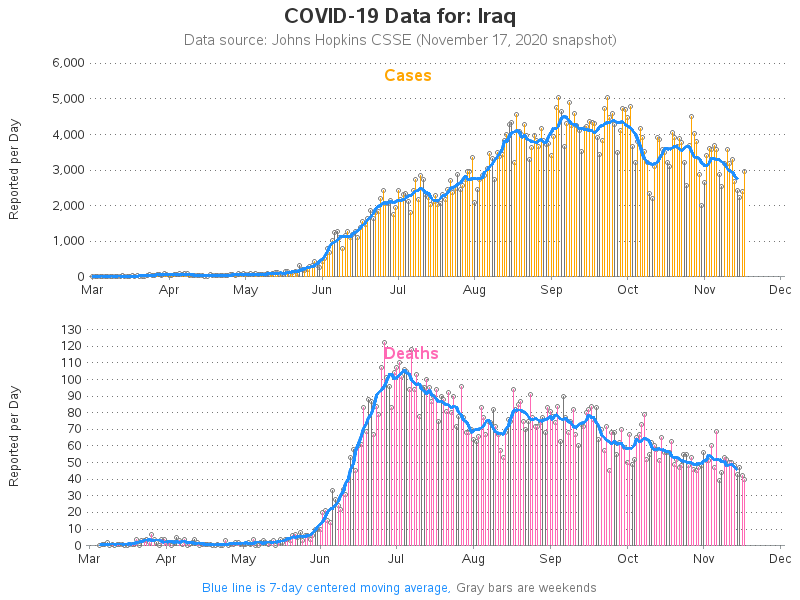 COVID-19 Data for: Iraq
Data source: Johns Hopkins CSSE (November 17, 2020 snapshot)
Cases
Reported per Day
6,000
5,000
4,000
3,000
2,000
1,000
0
Mar Apr May Jun Jul Aug Sep Oct Nov Dec
Deaths
Reported per Day
130
120
110
100
90
80
70
60
50
40
30
20
10
0
Mar Apr May Jun Jul Aug Sep Oct Nov Dec
Blue line is 7-day centered moving average, Gray bars are weekends